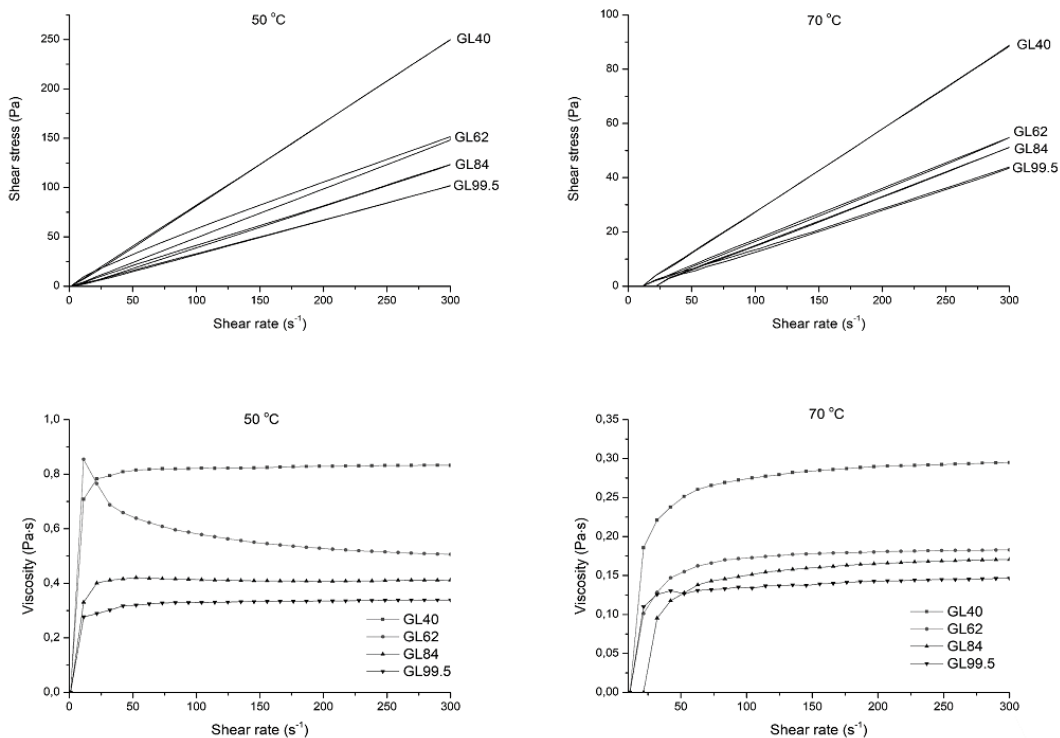 50 °C
250
200
150
100
50
0
0 50 100 150 200 250 300
Shear stress (Pa)
Shear rate (s⁻¹)
GL40
GL62
GL84
GL99.5
70 °C
100
80
60
40
20
0
0 50 100 150 200 250 300
Shear stress (Pa)
Shear rate (s⁻¹)
GL40
GL62
GL84
GL99.5
50 °C
1,0
0,8
0,6
0,4
0,2
0,0
0 50 100 150 200 250 300
Viscosity (Pa·s)
Shear rate (s⁻¹)
GL40
GL62
GL84
GL99.5
70 °C
0,35
0,30
0,25
0,20
0,15
0,10
0,05
0,00
50 100 150 200 250 300
Viscosity (Pa·s)
Shear rate (s⁻¹)
GL40
GL62
GL84
GL99.5